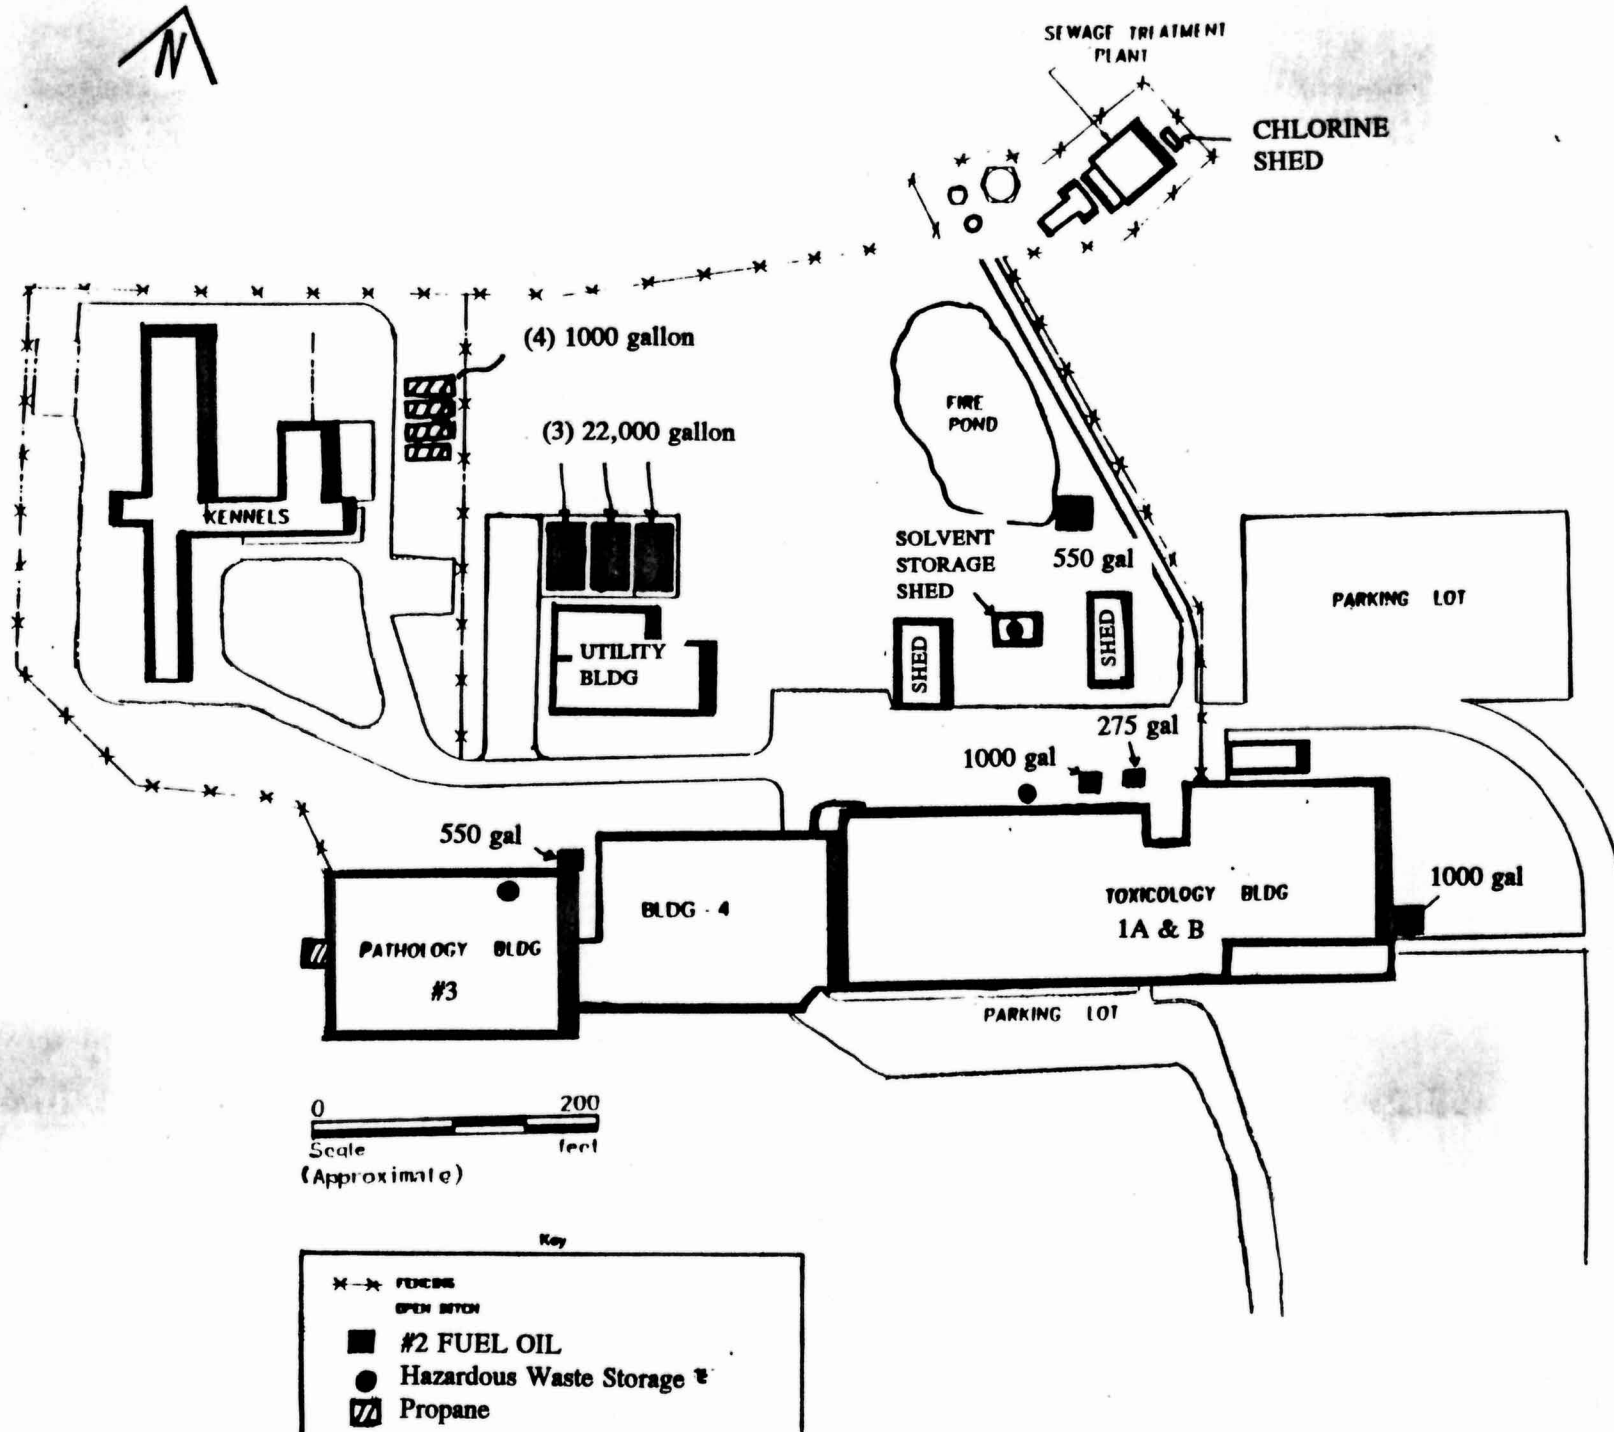 N
SEWAGE TREATMENT
PLANT
CHLORINE
SHED
(4) 1000 gallon
(3) 22,000 gallon
FIRE
POND
KENNELS
SOLVENT
STORAGE
SHED
550 gal
PARKING LOT
UTILITY
BLDG
SHED
SHED
275 gal
1000 gal
550 gal
BLDG - 4
TOXICOLOGY BLDG
1A & B
1000 gal
PATHOLOGY BLDG
#3
PARKING LOT
0 200
Scale feet
(Approximate)
Key
FENCING
OPEN DITCH
#2 FUEL OIL
Hazardous Waste Storage
Propane